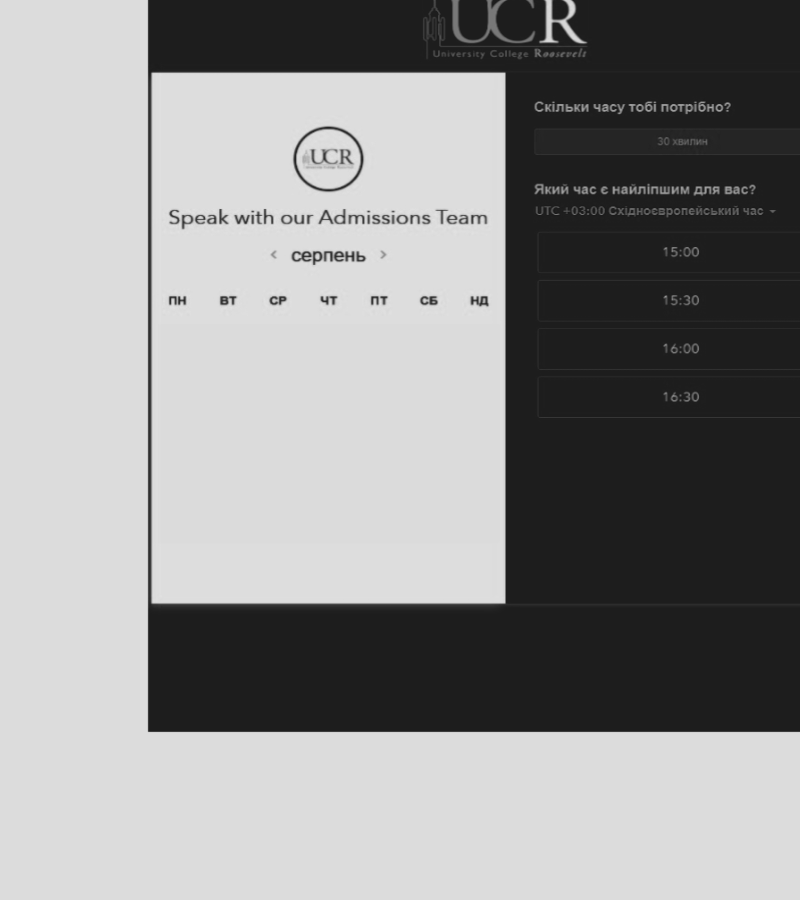 UCR
University College Roosevelt
UCR
Speak with our Admissions Team
< серпень >
ПН ВТ СР ЧТ ПТ СБ НД
Скільки часу тобі потрібно?
30 хвилин
Який час є найліпшим для вас?
UTC +03:00 Східноєвропейський час
15:00
15:30
16:00
16:30